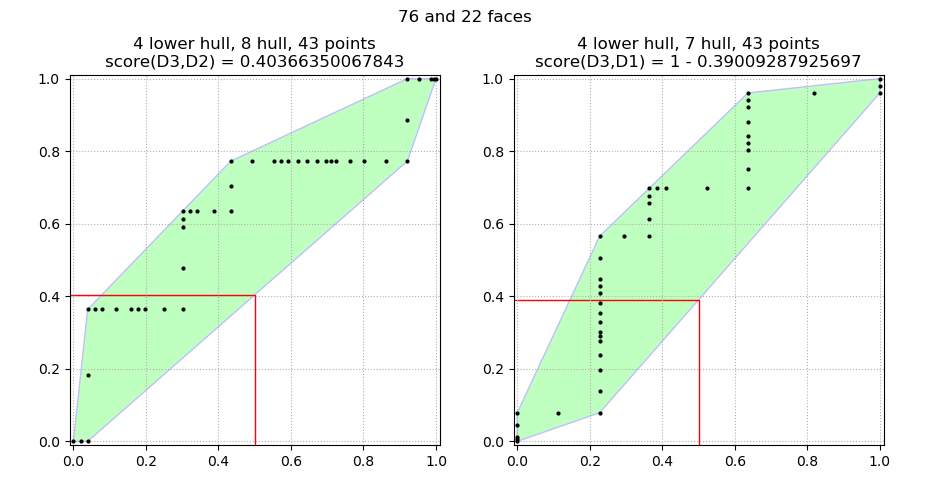 76 and 22 faces
4 lower hull, 8 hull, 43 points
score(D3,D2) = 0.40366350067843
4 lower hull, 7 hull, 43 points
score(D3,D1) = 1 - 0.39009287925697
1.0
0.8
0.6
0.4
0.2
0.0
0.0 0.2 0.4 0.6 0.8 1.0
1.0
0.8
0.6
0.4
0.2
0.0
0.0 0.2 0.4 0.6 0.8 1.0